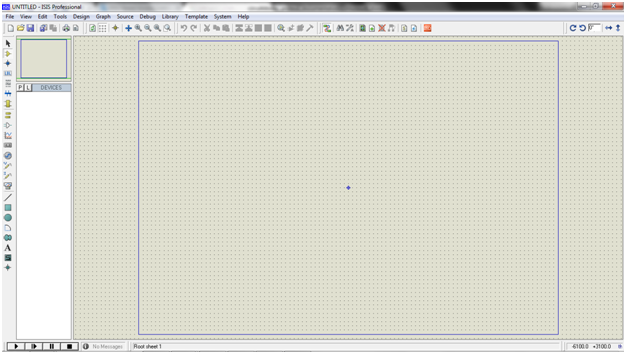 UNTITLED - ISIS Professional
File View Edit Tools Design Graph Source Debug Library Template System Help
P L DEVICES
A
No Messages Root sheet 1 -6100.0 +3100.0 th